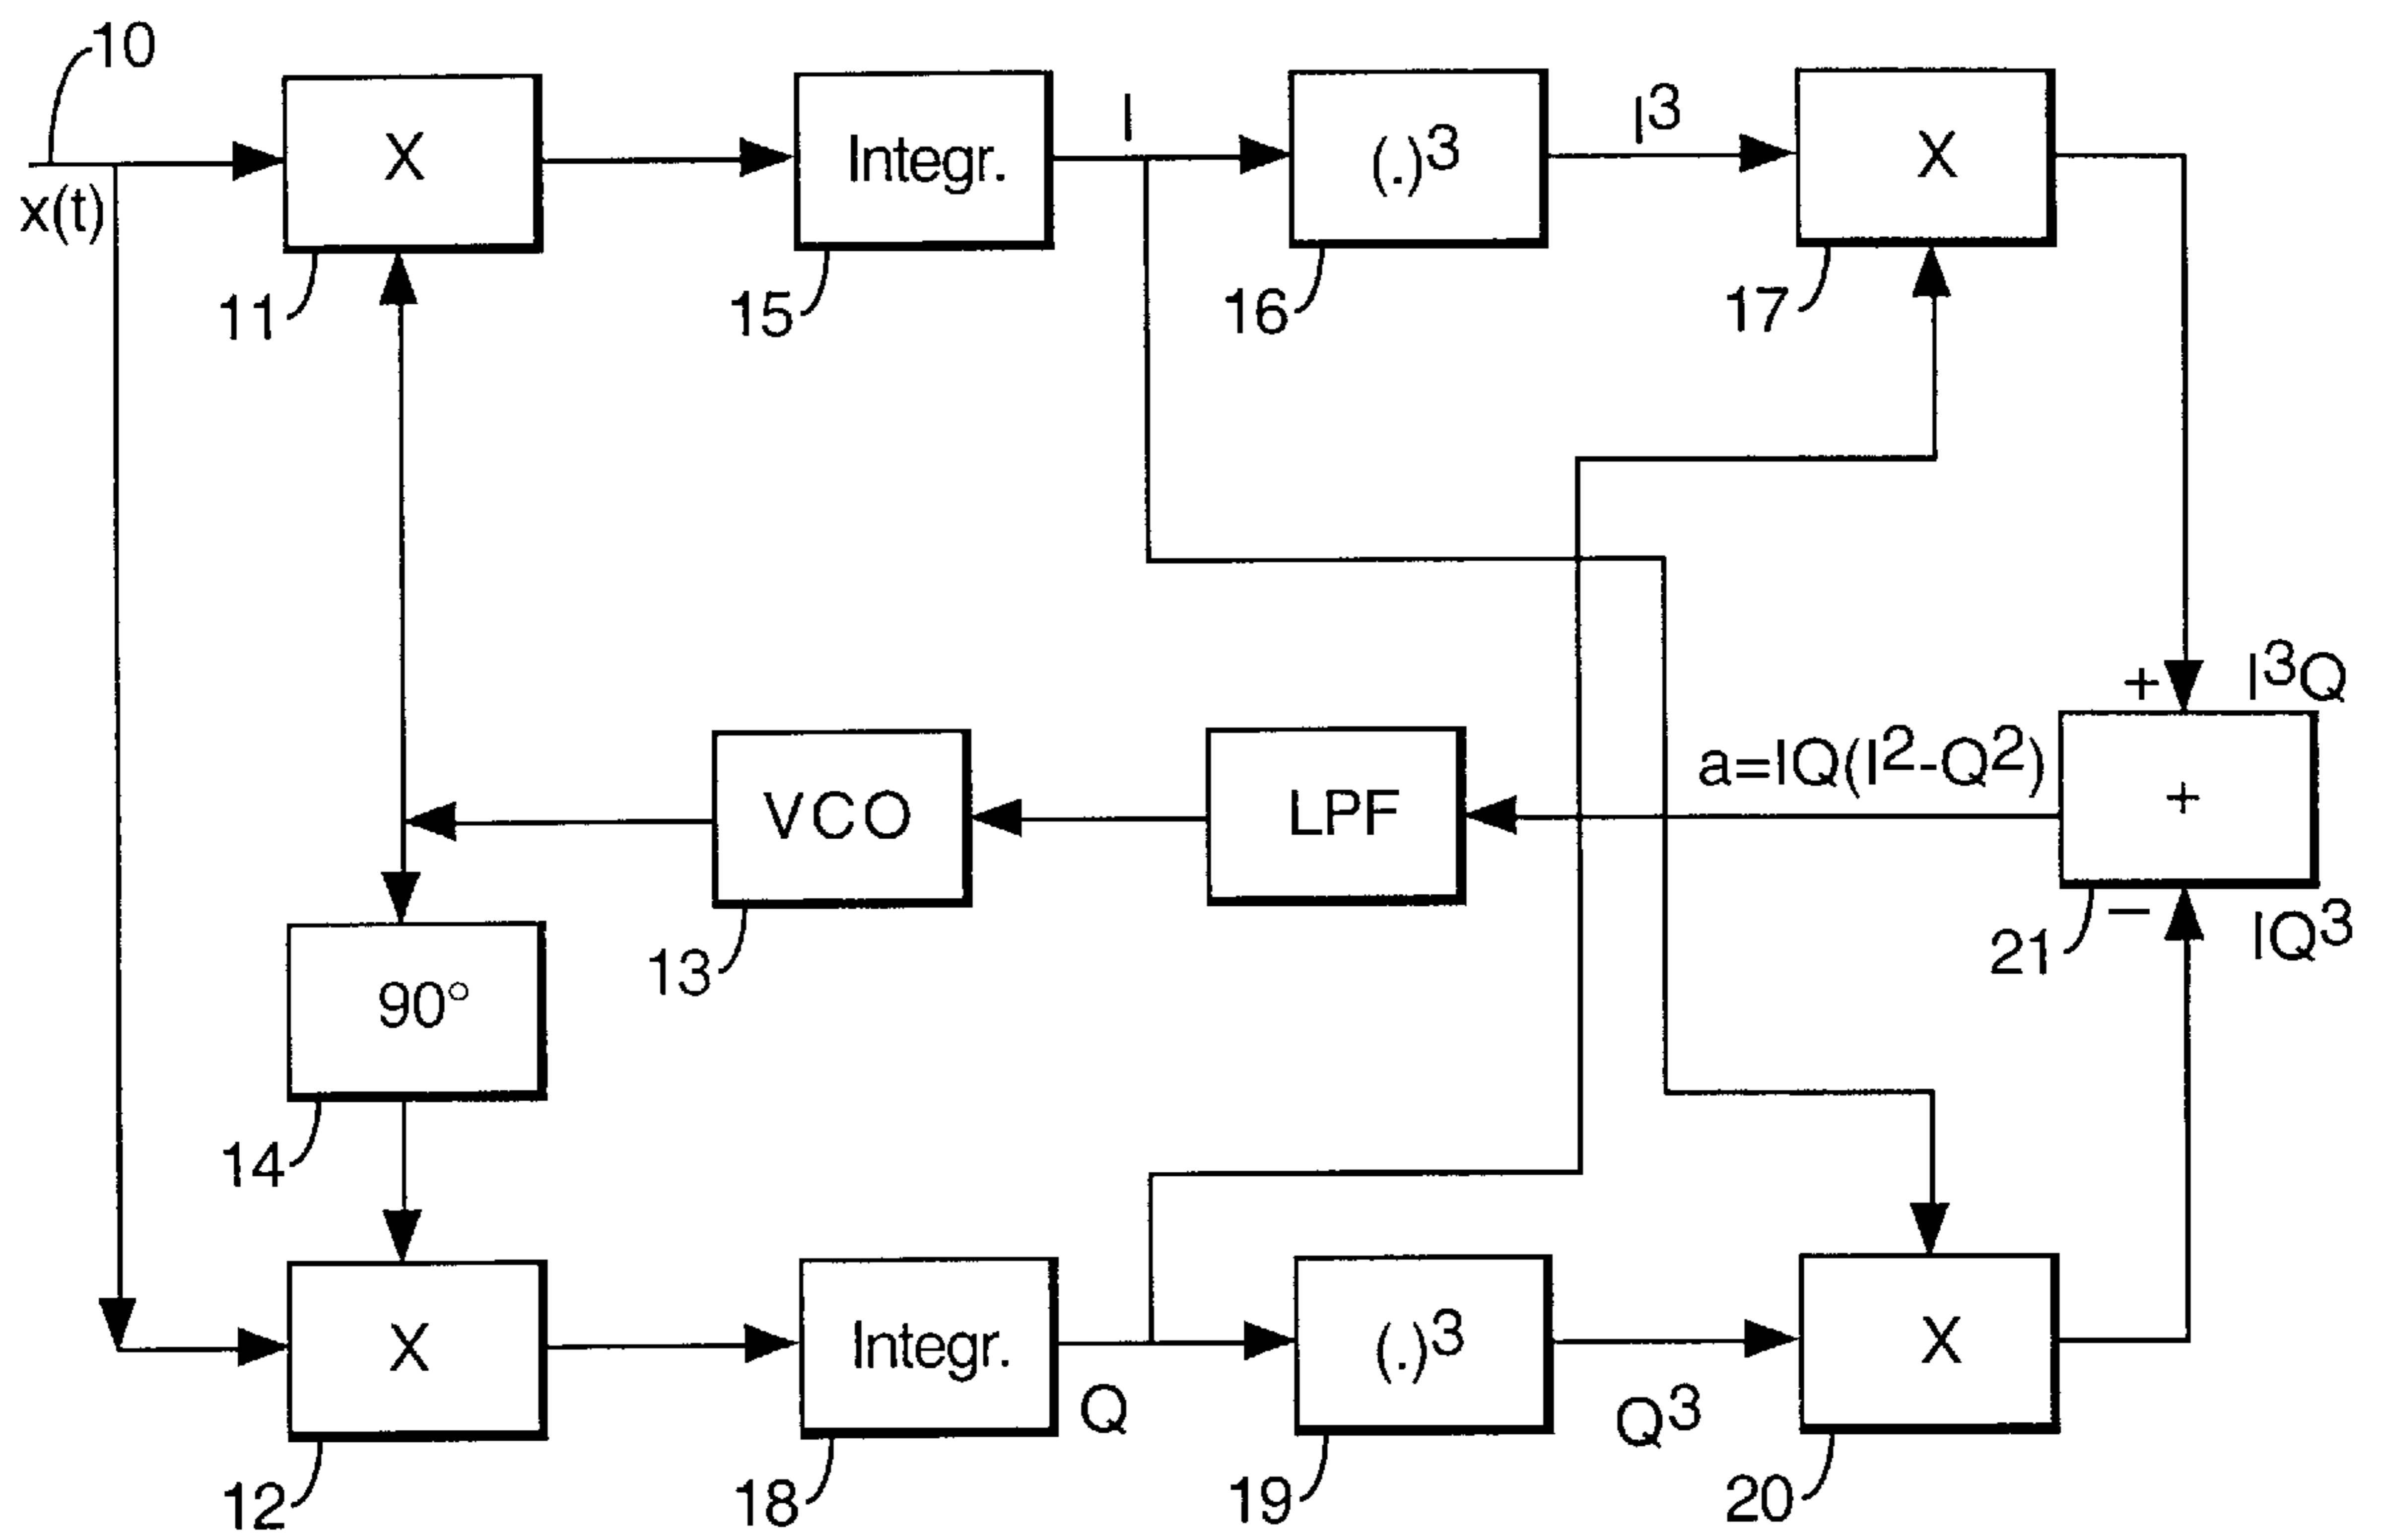 10
x(t)
X
Integr.
I
(.)³
I³
X
11
15
16
17
+
I³Q
VCO
LPF
a=IQ(I²-Q²)
+
13
21
−
IQ³
90°
14
X
Integr.
Q
(.)³
Q³
X
12
18
19
20